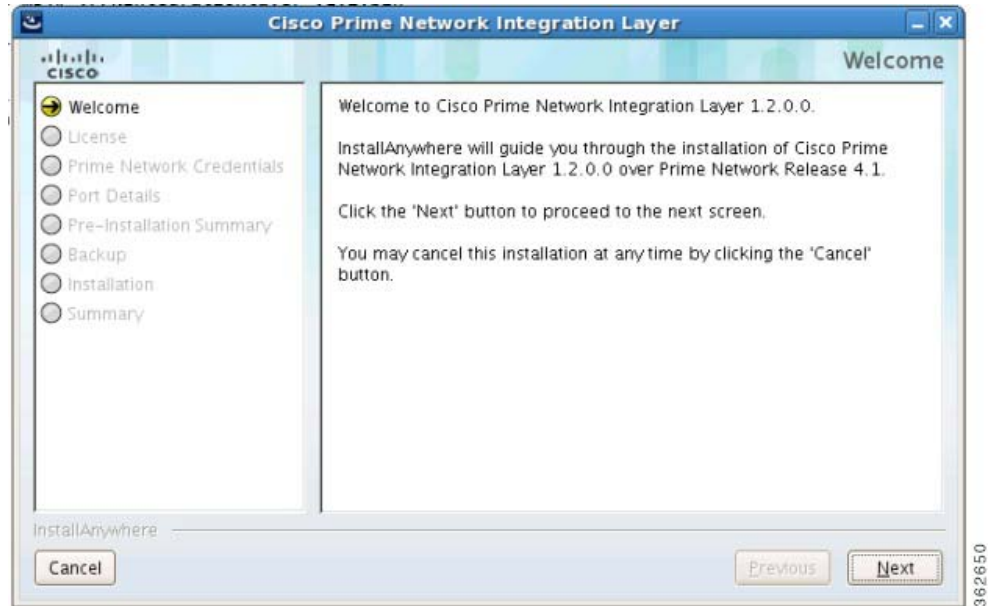 Cisco Prime Network Integration Layer
CISCO
Welcome
Welcome
License
Prime Network Credentials
Port Details
Pre-Installation Summary
Backup
Installation
Summary
Welcome to Cisco Prime Network Integration Layer 1.2.0.0.
InstallAnywhere will guide you through the installation of Cisco Prime
Network Integration Layer 1.2.0.0 over Prime Network Release 4.1.
Click the 'Next' button to proceed to the next screen.
You may cancel this installation at any time by clicking the 'Cancel'
button.
InstallAnywhere
Cancel
Previous
Next
362650